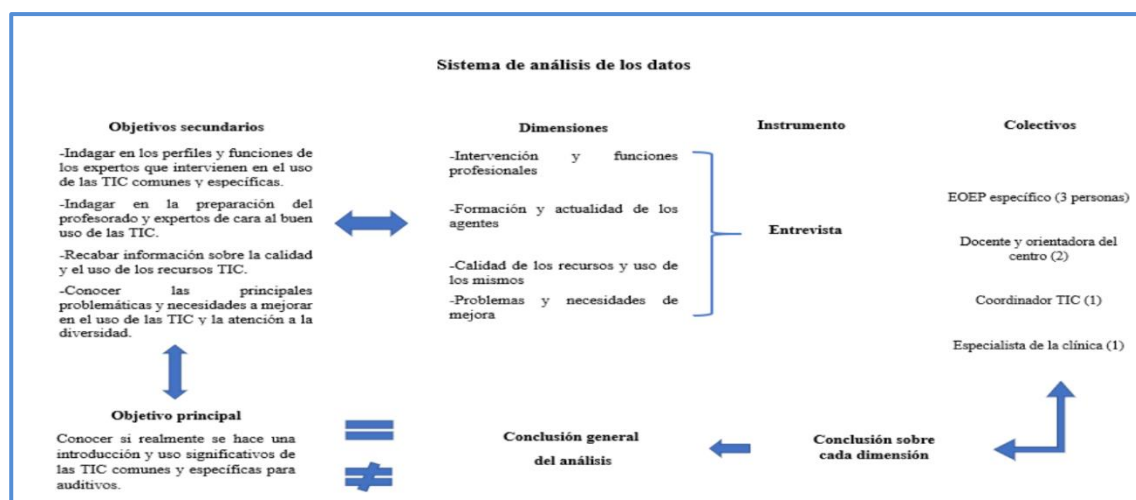 Sistema de análisis de los datos
Objetivos secundarios
-Indagar en los perfiles y funciones de
los expertos que intervienen en el uso
de las TIC comunes y específicas.
-Indagar en la preparación del
profesorado y expertos de cara al buen
uso de las TIC.
-Recabar información sobre la calidad
y el uso de los recursos TIC.
-Conocer las principales
problemáticas y necesidades a mejorar
en el uso de las TIC y la atención a la
diversidad.
Dimensiones
-Intervención y funciones
profesionales
-Formación y actualidad de los
agentes
-Calidad de los recursos y uso de
los mismos
-Problemas y necesidades de
mejora
Instrumento
Entrevista
Colectivos
EOEP específico (3 personas)
Docente y orientadora del
centro (2)
Coordinador TIC (1)
Especialista de la clínica (1)
Objetivo principal
Conocer si realmente se hace una
introducción y uso significativos de
las TIC comunes y específicas para
auditivos.
Conclusión general
del análisis
Conclusión sobre
cada dimensión